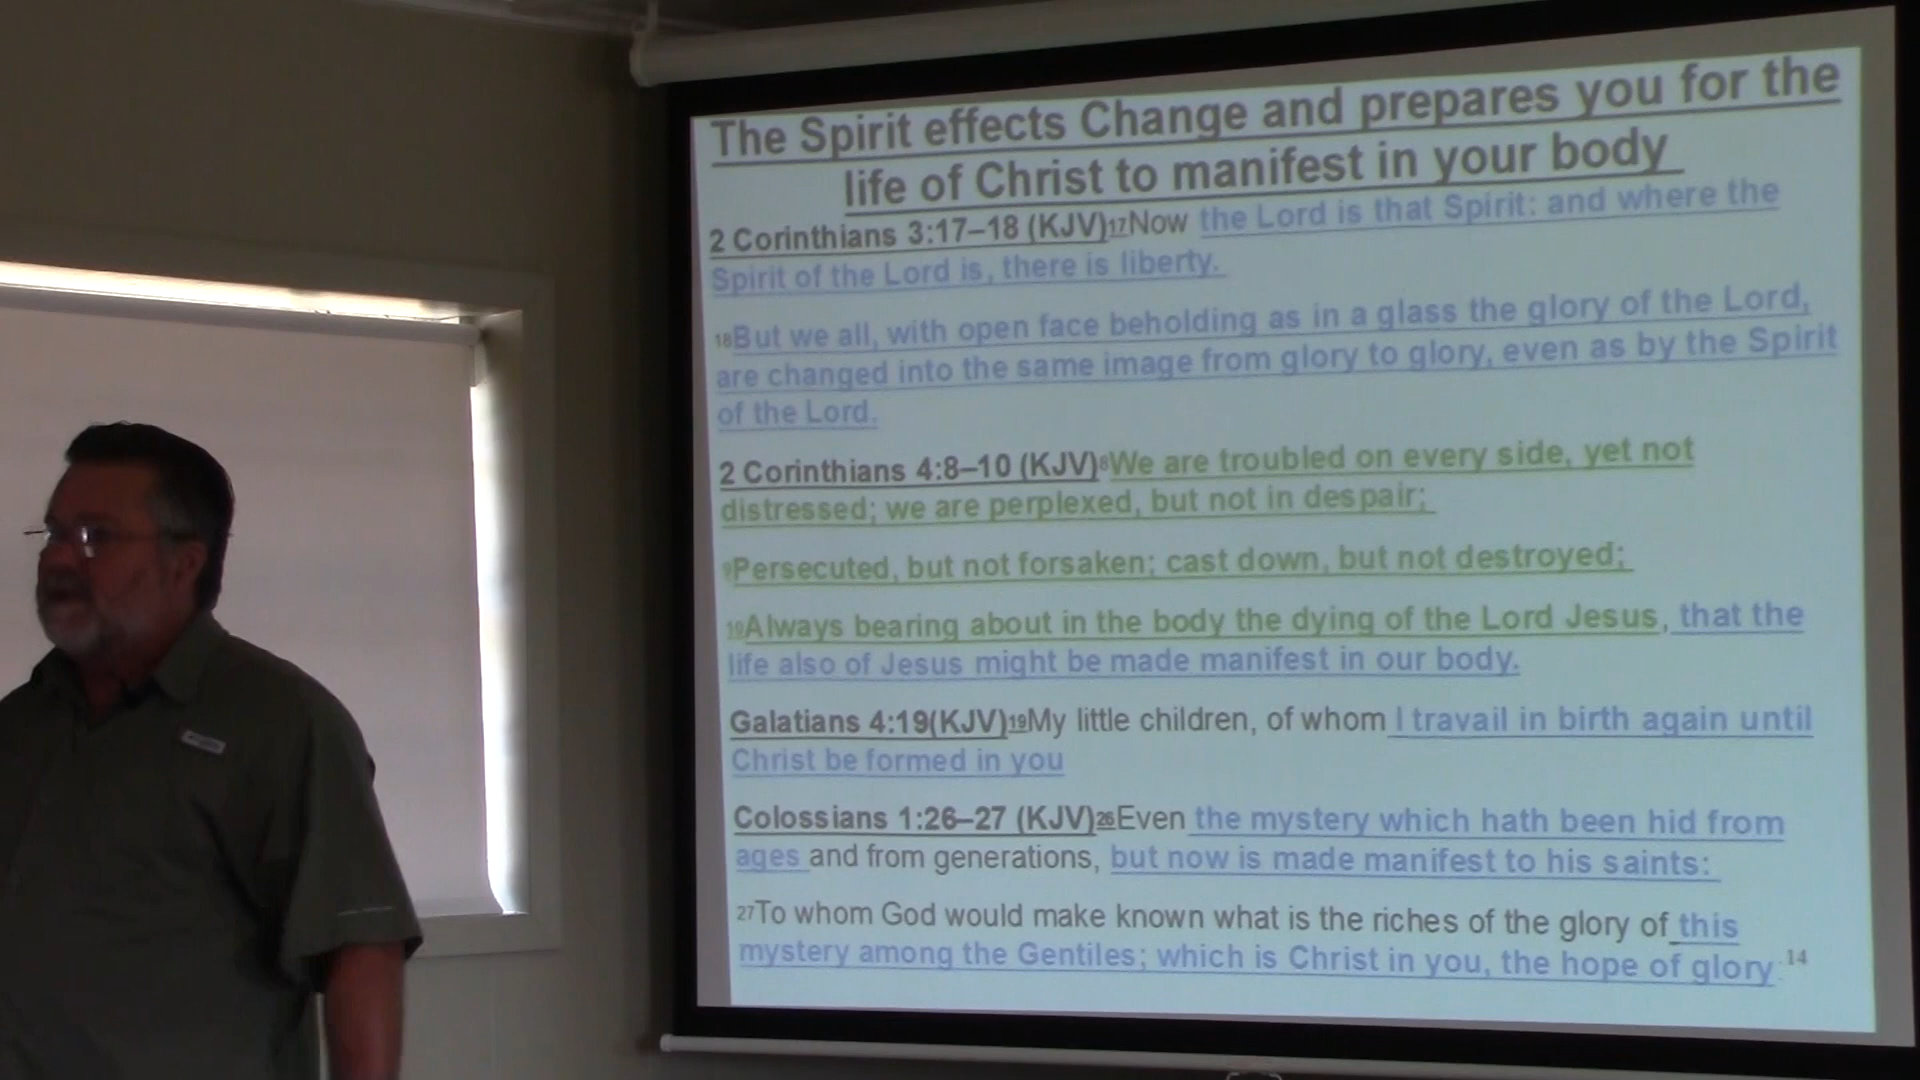 The Spirit effects Change and prepares you for the
life of Christ to manifest in your body
2 Corinthians 3:17–18 (KJV)17Now the Lord is that Spirit: and where the
Spirit of the Lord is, there is liberty.
18But we all, with open face beholding as in a glass the glory of the Lord,
are changed into the same image from glory to glory, even as by the Spirit
of the Lord.
2 Corinthians 4:8–10 (KJV)8We are troubled on every side, yet not
distressed; we are perplexed, but not in despair;
9Persecuted, but not forsaken; cast down, but not destroyed;
10Always bearing about in the body the dying of the Lord Jesus, that the
life also of Jesus might be made manifest in our body.
Galatians 4:19(KJV)19My little children, of whom I travail in birth again until
Christ be formed in you
Colossians 1:26–27 (KJV)26Even the mystery which hath been hid from
ages and from generations, but now is made manifest to his saints:
27To whom God would make known what is the riches of the glory of this
mystery among the Gentiles; which is Christ in you, the hope of glory 14